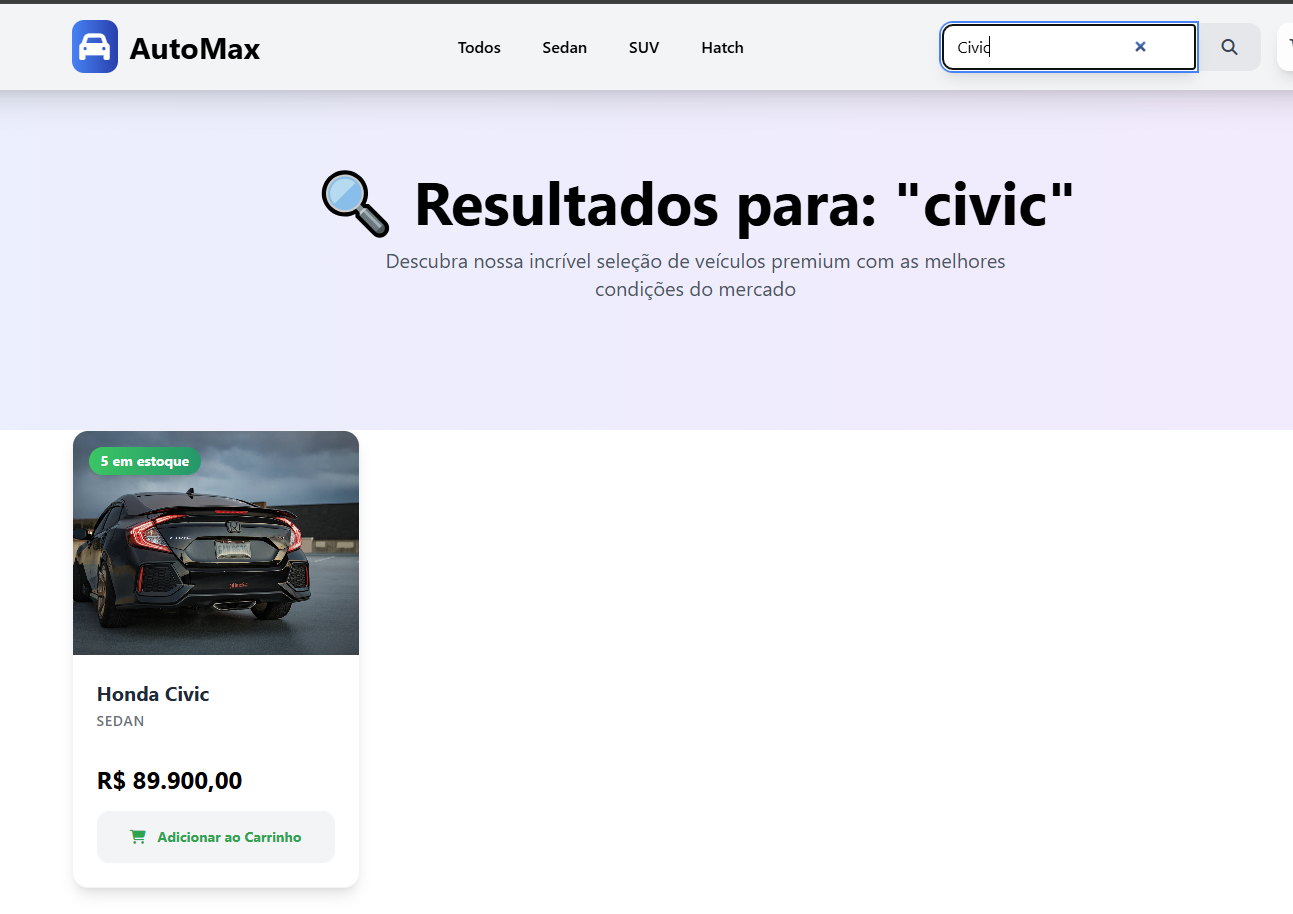 AutoMax
Todos Sedan SUV Hatch
Civic
Resultados para: "civic"
Descubra nossa incrível seleção de veículos premium com as melhores
condições do mercado
5 em estoque
CIVIC
Honda Civic
SEDAN
R$ 89.900,00
Adicionar ao Carrinho